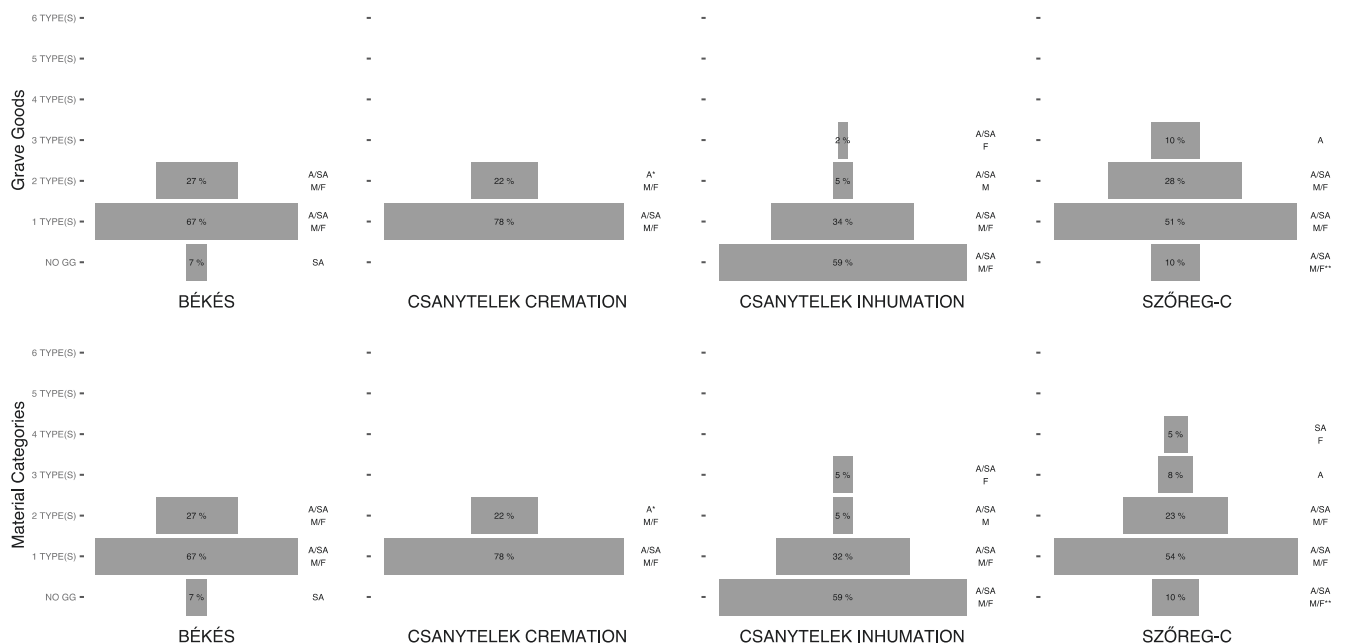 Grave Goods
6 TYPE(S)
5 TYPE(S)
4 TYPE(S)
3 TYPE(S) 2 % A/SA 10 % A
F
2 TYPE(S) 27 % A/SA 22 % A* 5 % A/SA 28 % A/SA
M/F M/F M M/F
1 TYPE(S) 67 % A/SA 78 % A/SA 34 % A/SA 51 % A/SA
M/F M/F M/F M/F
NO GG 7 % SA 59 % A/SA 10 % A/SA
M/F M/F**
BÉKÉS CSANYTELEK CREMATION CSANYTELEK INHUMATION SZŐREG-C
Material Categories
6 TYPE(S)
5 TYPE(S)
4 TYPE(S) 5 % SA
F
3 TYPE(S) 5 % A/SA 8 % A
F
2 TYPE(S) 27 % A/SA 22 % A* 5 % A/SA 23 % A/SA
M/F M/F M M/F
1 TYPE(S) 67 % A/SA 78 % A/SA 32 % A/SA 54 % A/SA
M/F M/F M/F M/F
NO GG 7 % SA 59 % A/SA 10 % A/SA
M/F M/F**
BÉKÉS CSANYTELEK CREMATION CSANYTELEK INHUMATION SZŐREG-C